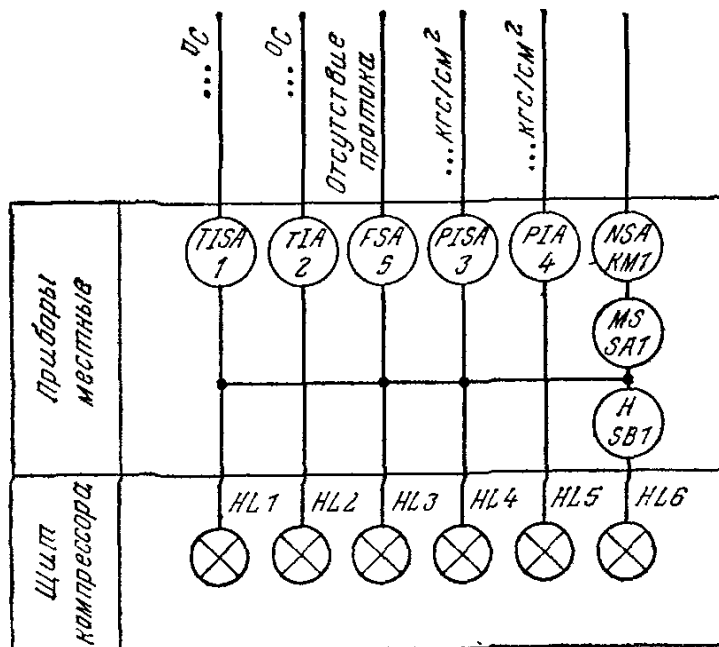 ...°C
...°C
Отсутствие
протока
...кгс/см²
...кгс/см²
Приборы
местные
TISA
1
TIA
2
FSA
5
PISA
3
PIA
4
NSA
KM1
MS
SA1
H
SB1
Щит
компрессора
HL1
HL2
HL3
HL4
HL5
HL6